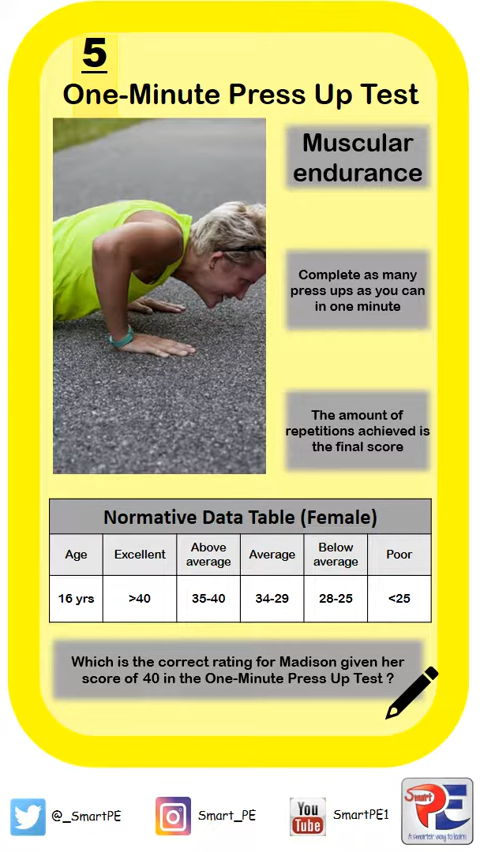 5
One-Minute Press Up Test
Muscular
endurance
Complete as many
press ups as you can
in one minute
The amount of
repetitions achieved is
the final score
Normative Data Table (Female)
Age Excellent Above average Average Below average Poor
16 yrs >40 35-40 34-29 28-25 <25
Which is the correct rating for Madison given her
score of 40 in the One-Minute Press Up Test ?
@_SmartPE
Smart_PE
You
Tube
SmartPE1
Smart
PE
A smarter way to learn